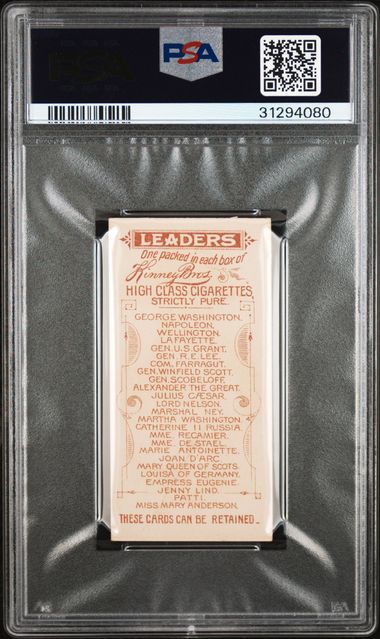 PSA
PSA
31294080
LEADERS
One packed in each box of
Kinney Bros.
HIGH CLASS CIGARETTES,
STRICTLY PURE.
GEORGE WASHINGTON.
NAPOLEON.
WELLINGTON.
LA FAYETTE.
GEN. U.S. GRANT.
GEN. R.E. LEE.
COM. FARRAGUT.
GEN. WINFIELD SCOTT.
GEN. SCOBELOFF.
ALEXANDER THE GREAT.
JULIUS CÆSAR.
LORD NELSON.
MARSHAL NEY.
MARTHA WASHINGTON.
CATHERINE II RUSSIA.
MME. RECAMIER.
MME. DE STAEL.
MARIE ANTOINETTE.
JOAN D'ARC.
MARY QUEEN OF SCOTS.
LOUISA OF GERMANY.
EMPRESS EUGENIE.
JENNY LIND.
PATTI.
MISS MARY ANDERSON.
THESE CARDS CAN BE RETAINED.